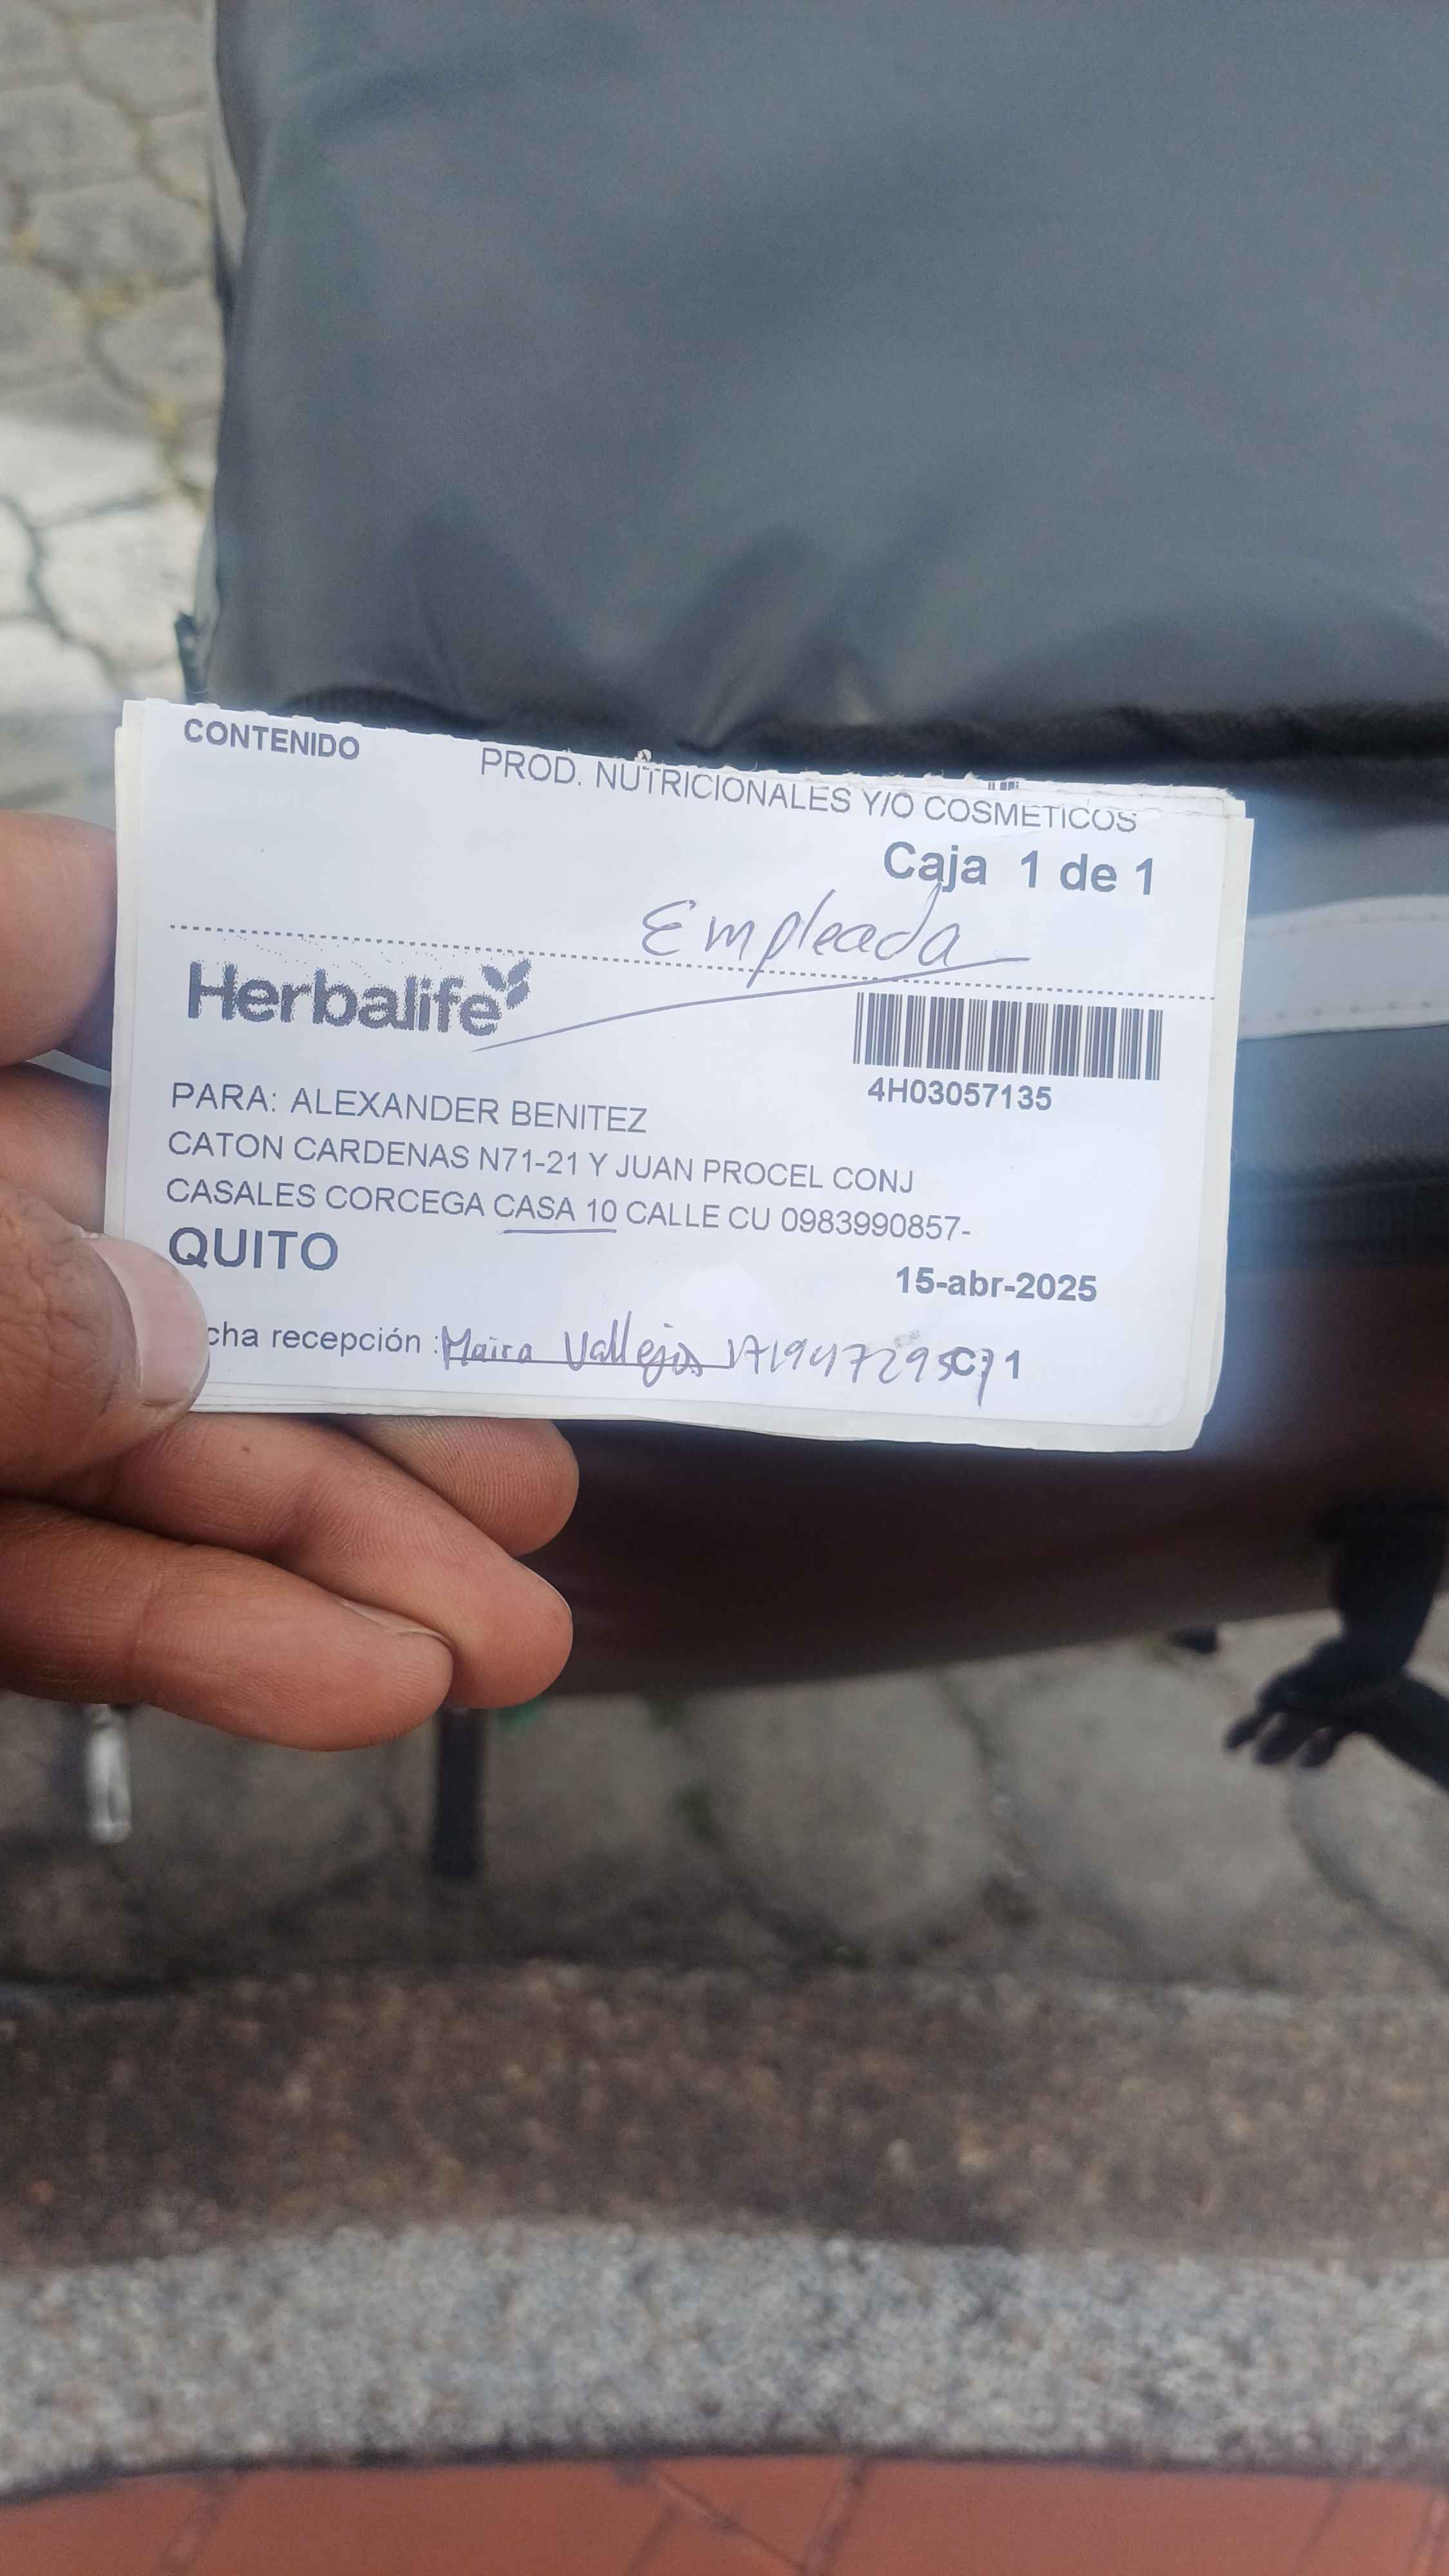 CONTENIDO PROD. NUTRICIONALES Y/O COSMETICOS
Caja 1 de 1
Empleada
Herbalife
4H03057135
PARA: ALEXANDER BENITEZ
CATON CARDENAS N71-21 Y JUAN PROCEL CONJ
CASALES CORCEGA CASA 10 CALLE CU 0983990857-
QUITO
15-abr-2025
cha recepción : Maira Vallejos